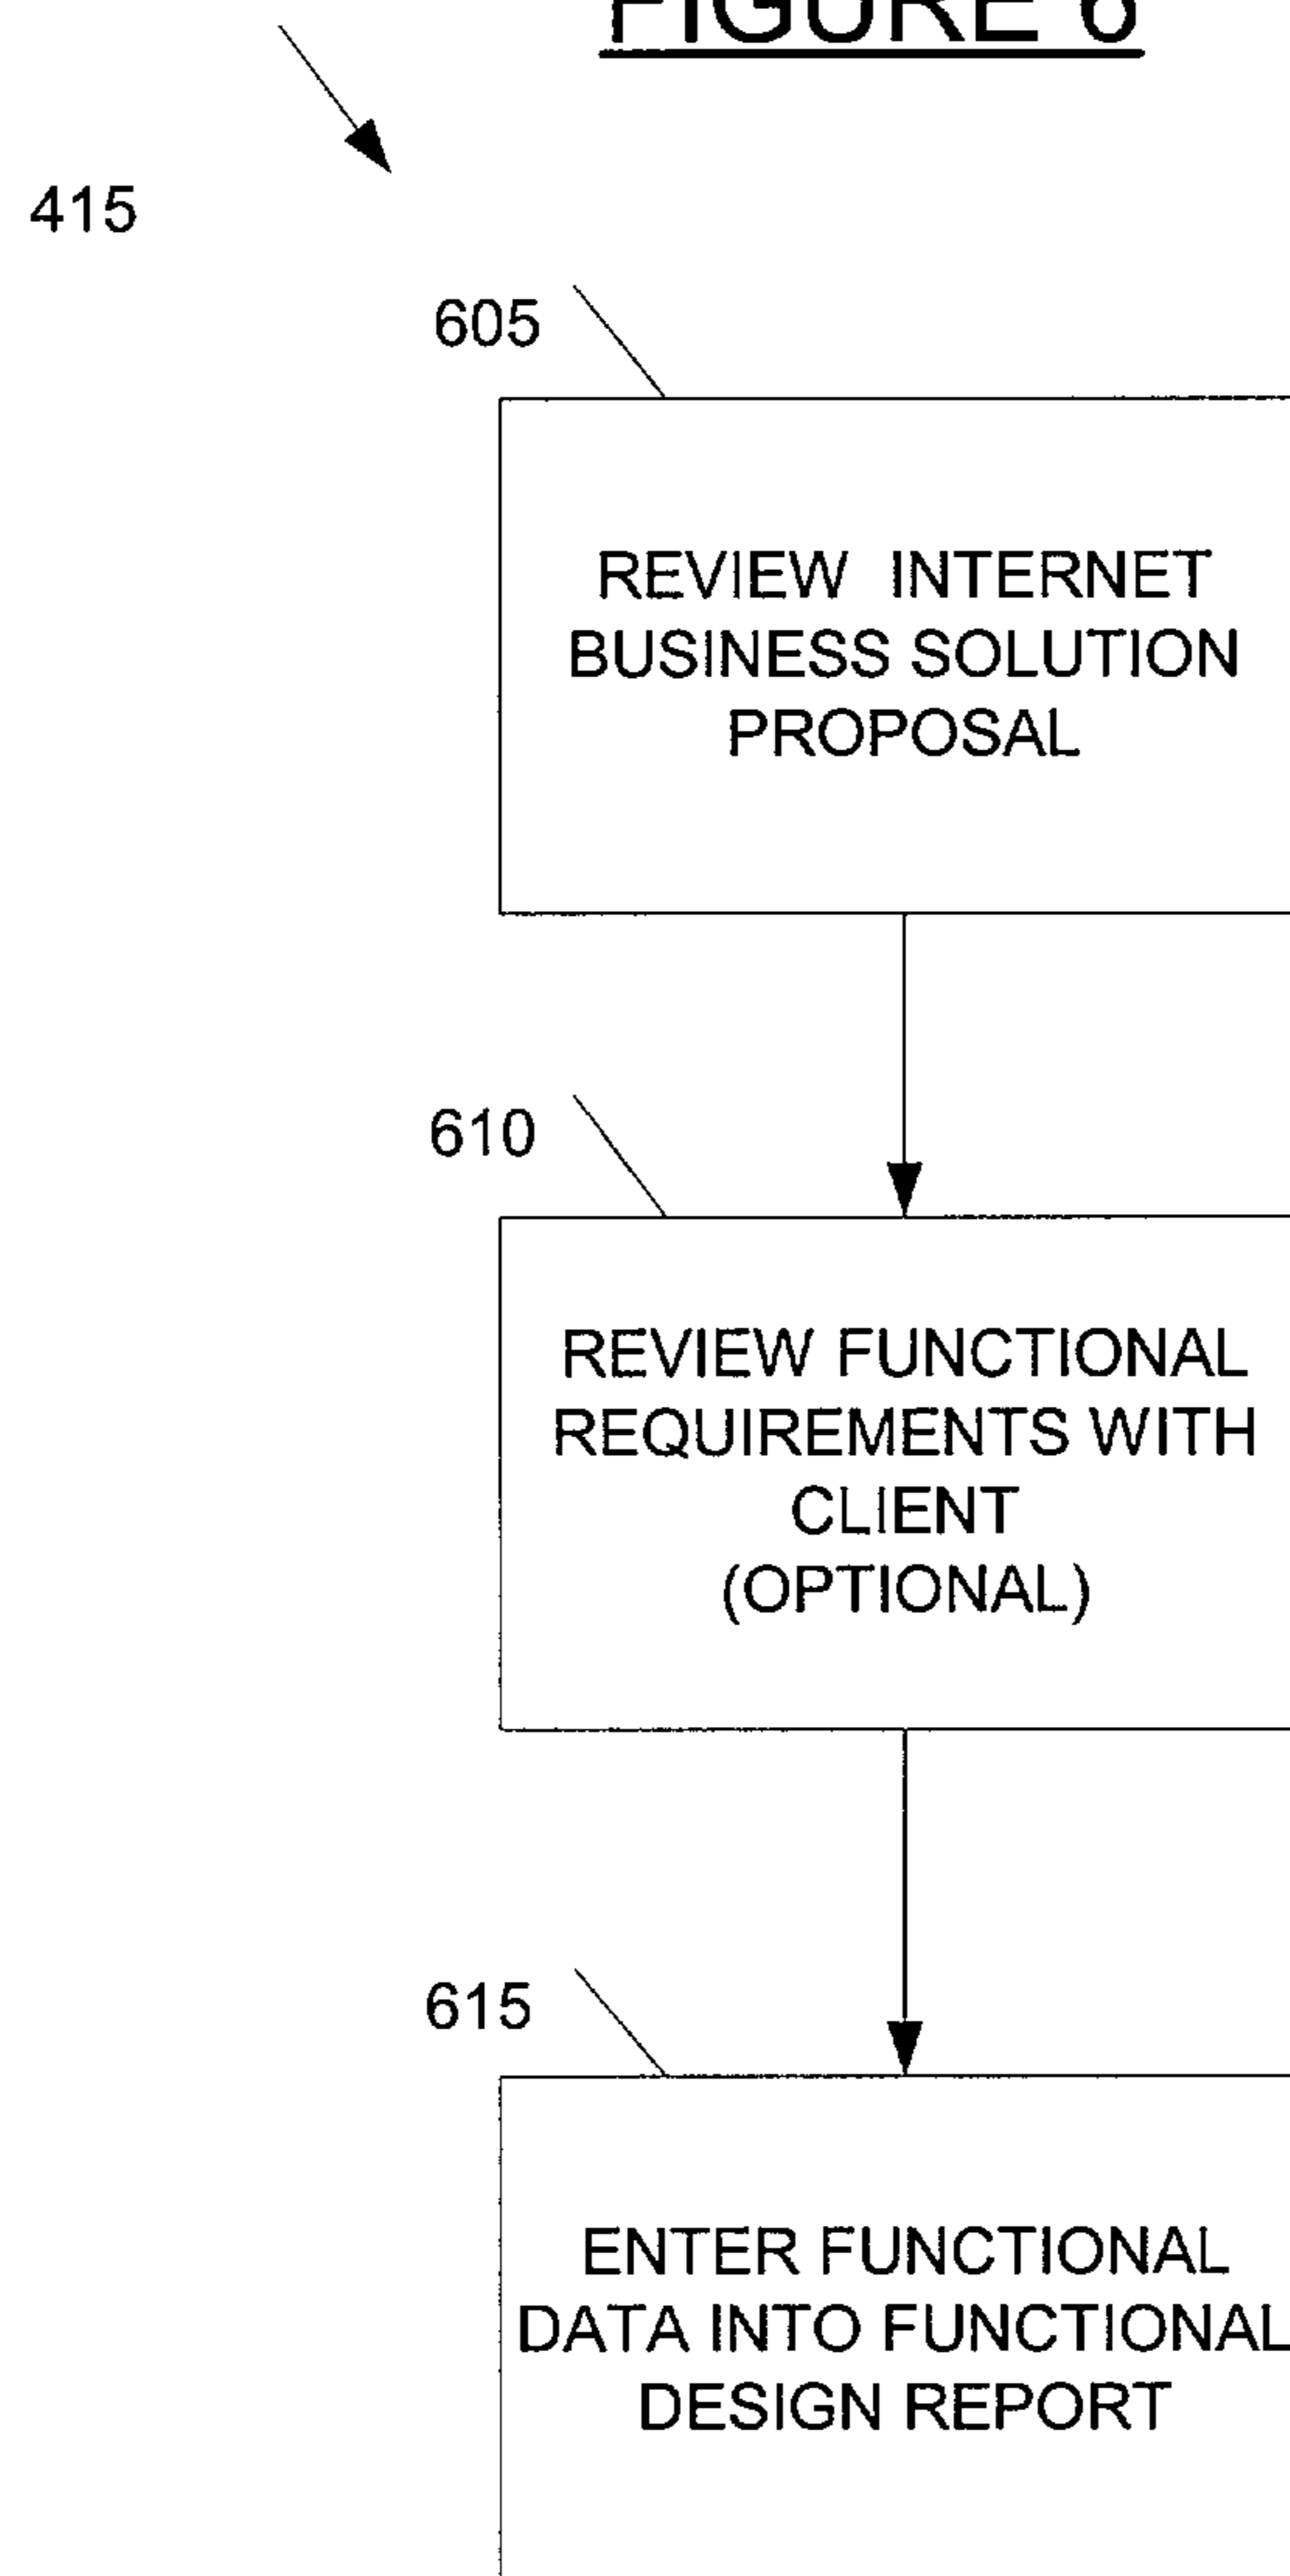 FIGURE 6
415
605
REVIEW INTERNET
BUSINESS SOLUTION
PROPOSAL
610
REVIEW FUNCTIONAL
REQUIREMENTS WITH
CLIENT
(OPTIONAL)
615
ENTER FUNCTIONAL
DATA INTO FUNCTIONAL
DESIGN REPORT